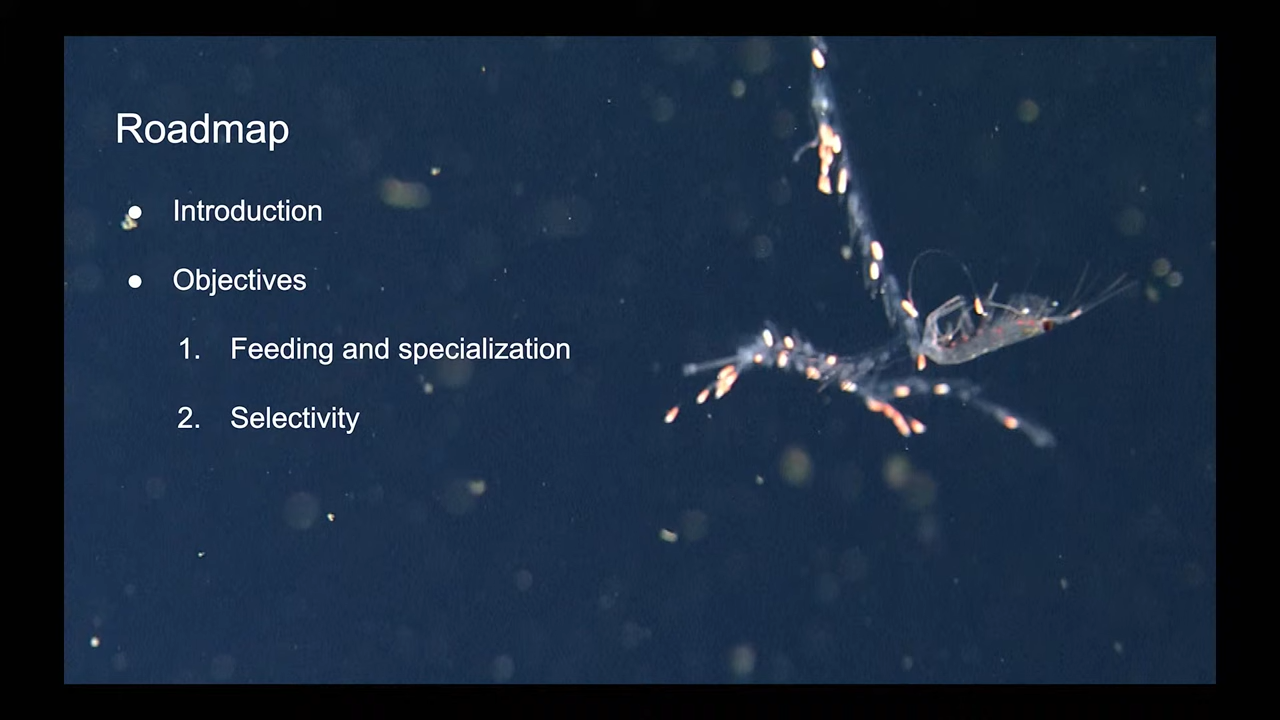 Roadmap
● Introduction
● Objectives
1. Feeding and specialization
2. Selectivity